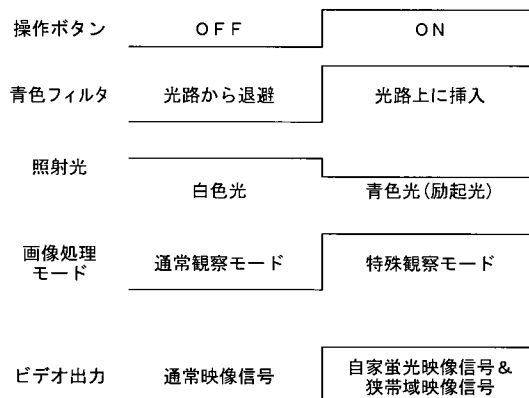 操作ボタン OFF ON
青色フィルタ 光路から退避 光路上に挿入
照射光
白色光 青色光(励起光)
画像処理
モード 通常観察モード 特殊観察モード
ビデオ出力 通常映像信号 自家蛍光映像信号&
狭帯域映像信号